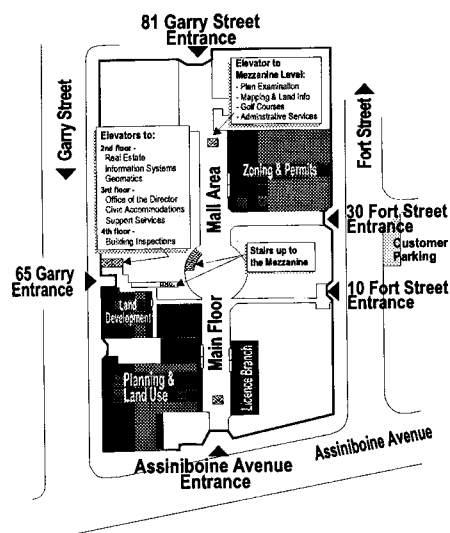 81 Garry Street
Entrance
Elevator to
Mezzanine Level:
- Plan Examination
- Mapping & Land Info
- Golf Courses
- Adminstrative Services
Garry Street
Fort Street
Elevators to:
2nd floor -
Real Estate
Information Systems
Geomatics
3rd floor -
Office of the Director
Civic Accommodations
Support Services
4th floor -
Building Inspections
Mall Area
Zoning & Permits
30 Fort Street
Entrance
Customer
Parking
Stairs up to
the Mezzanine
65 Garry
Entrance
10 Fort Street
Entrance
Land
Development
Main Floor
Planning &
Land Use
Licence Branch
Assiniboine Avenue
Entrance
Assiniboine Avenue